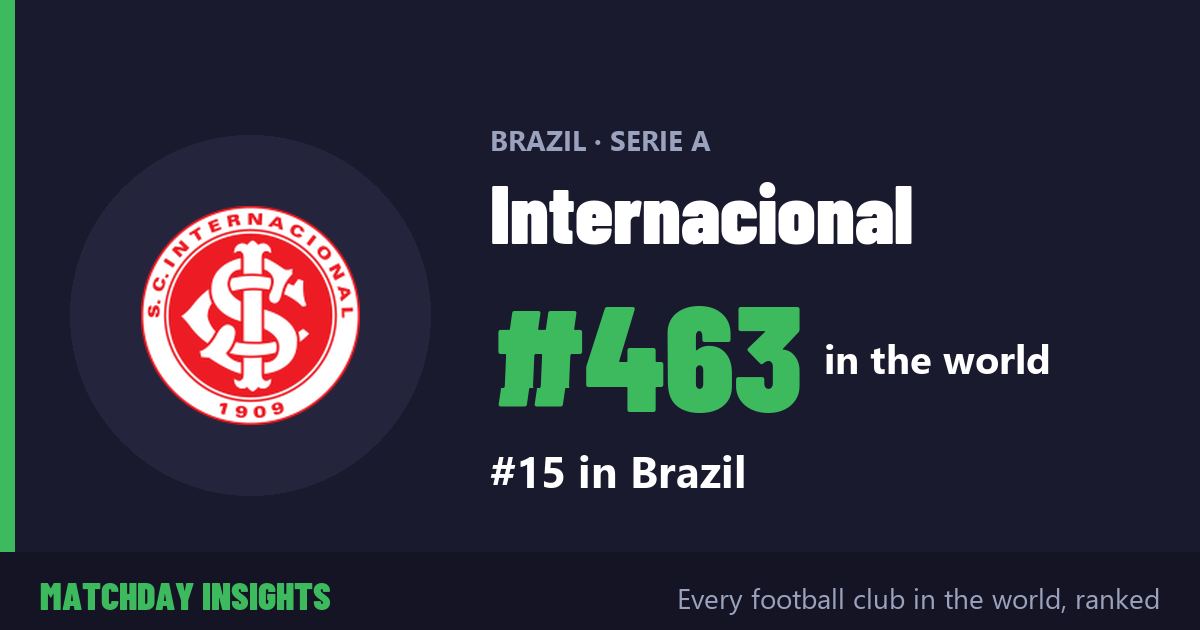 BRAZIL · SERIE A
Internacional
S.C. INTERNACIONAL
1909
#463 in the world
#15 in Brazil
MATCHDAY INSIGHTS
Every football club in the world, ranked